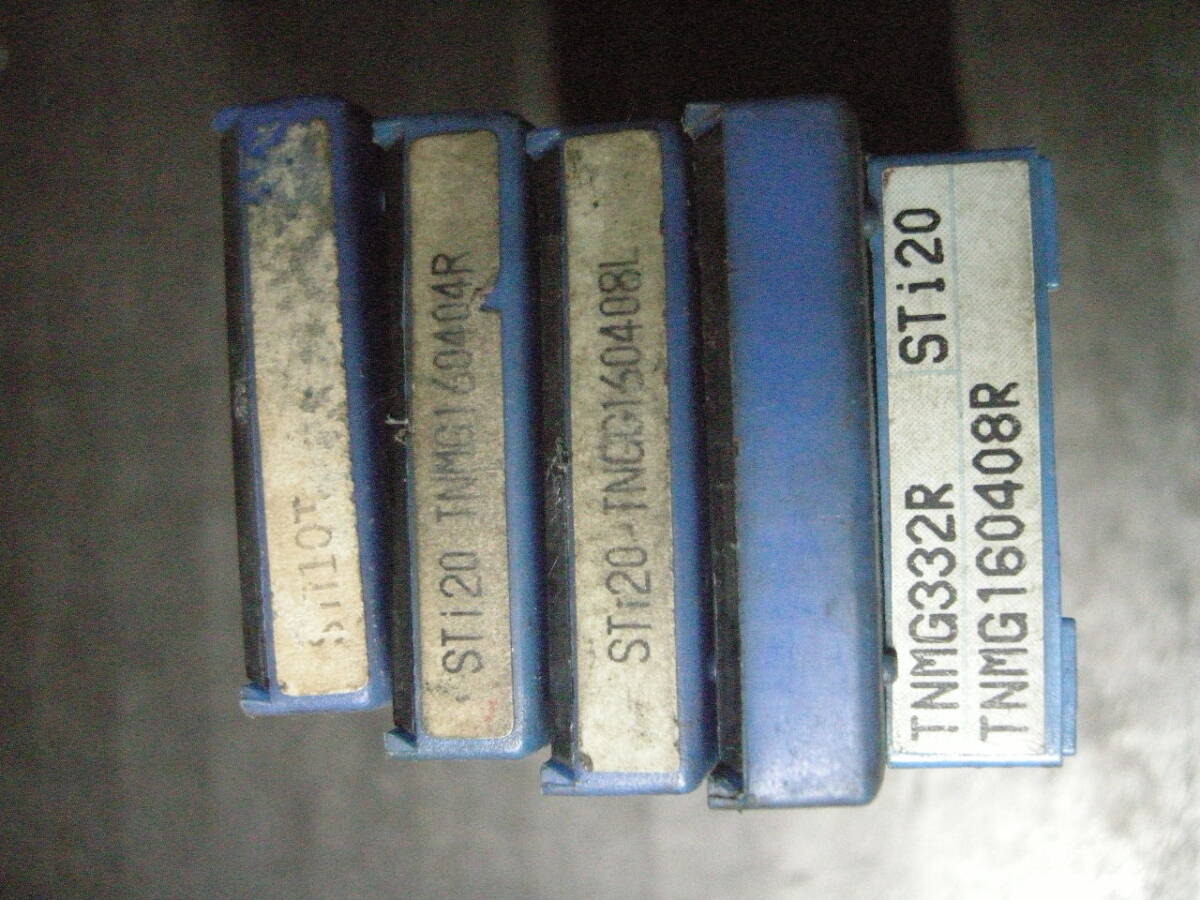 STi10T
STi20 TNMG160404R
STi20 TNGG160408L
TNMG332R STi20
TNMG160408R